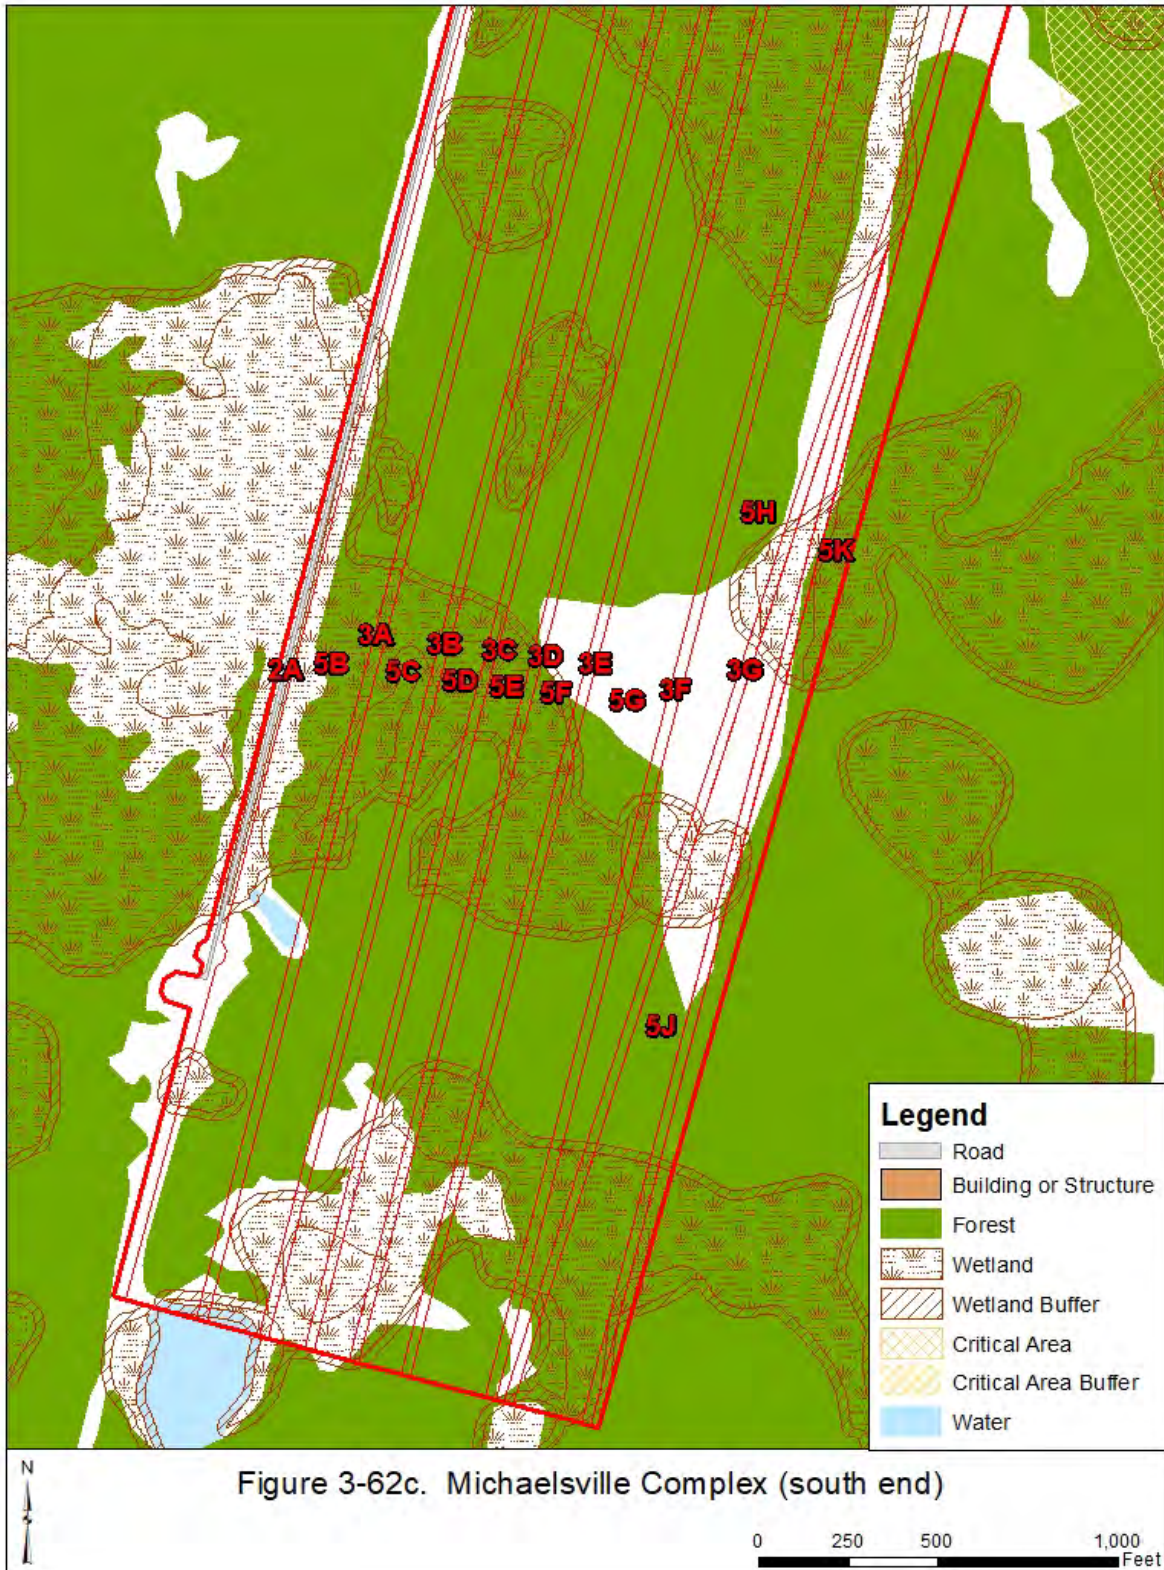 5H
5K
3A
3B
3C
3D
3E
2A
5B
5C
5D
5E
5F
5G
3F
3G
5J
Legend
Road
Building or Structure
Forest
Wetland
Wetland Buffer
Critical Area
Critical Area Buffer
Water
N
Figure 3-62c. Michaelsville Complex (south end)
0 250 500 1,000
Feet